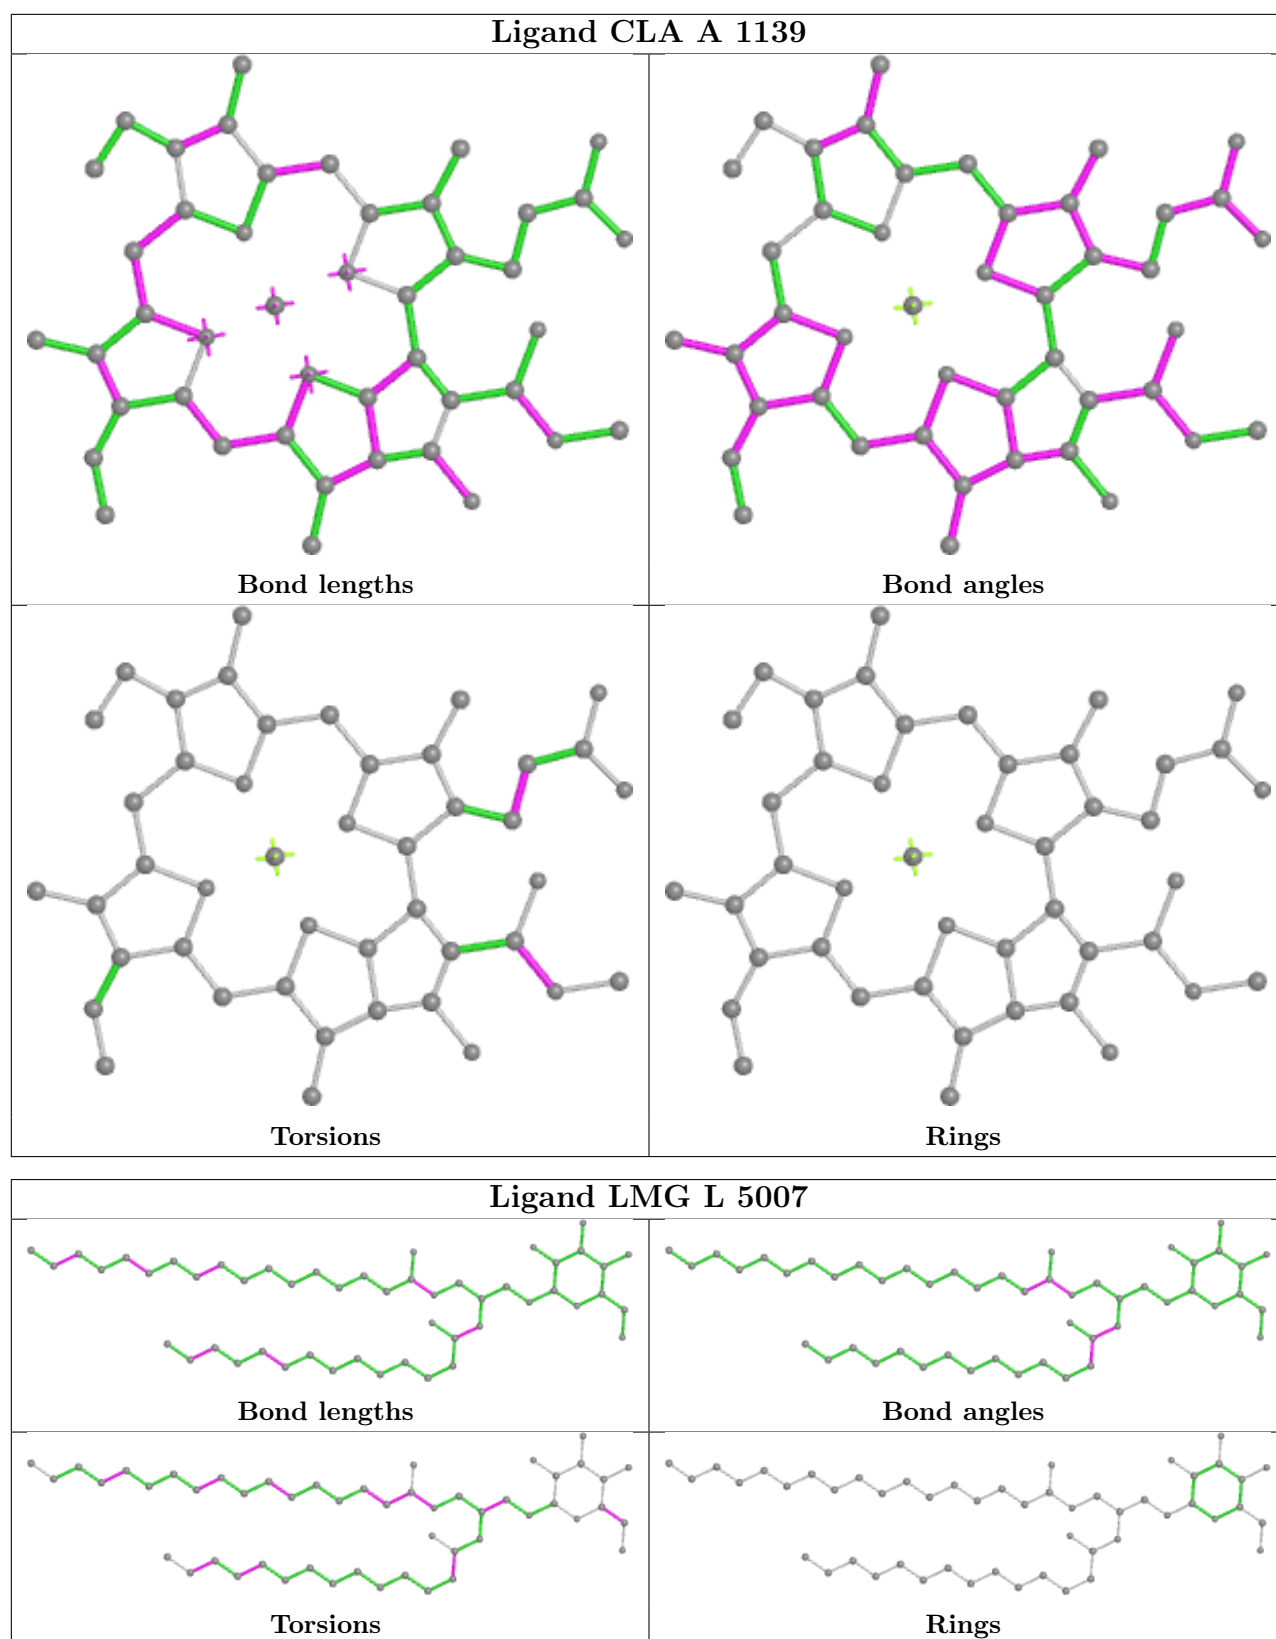 Ligand CLA A 1139
Bond lengths
Bond angles
Torsions
Rings
Ligand LMG L 5007
Bond lengths
Bond angles
Torsions
Rings